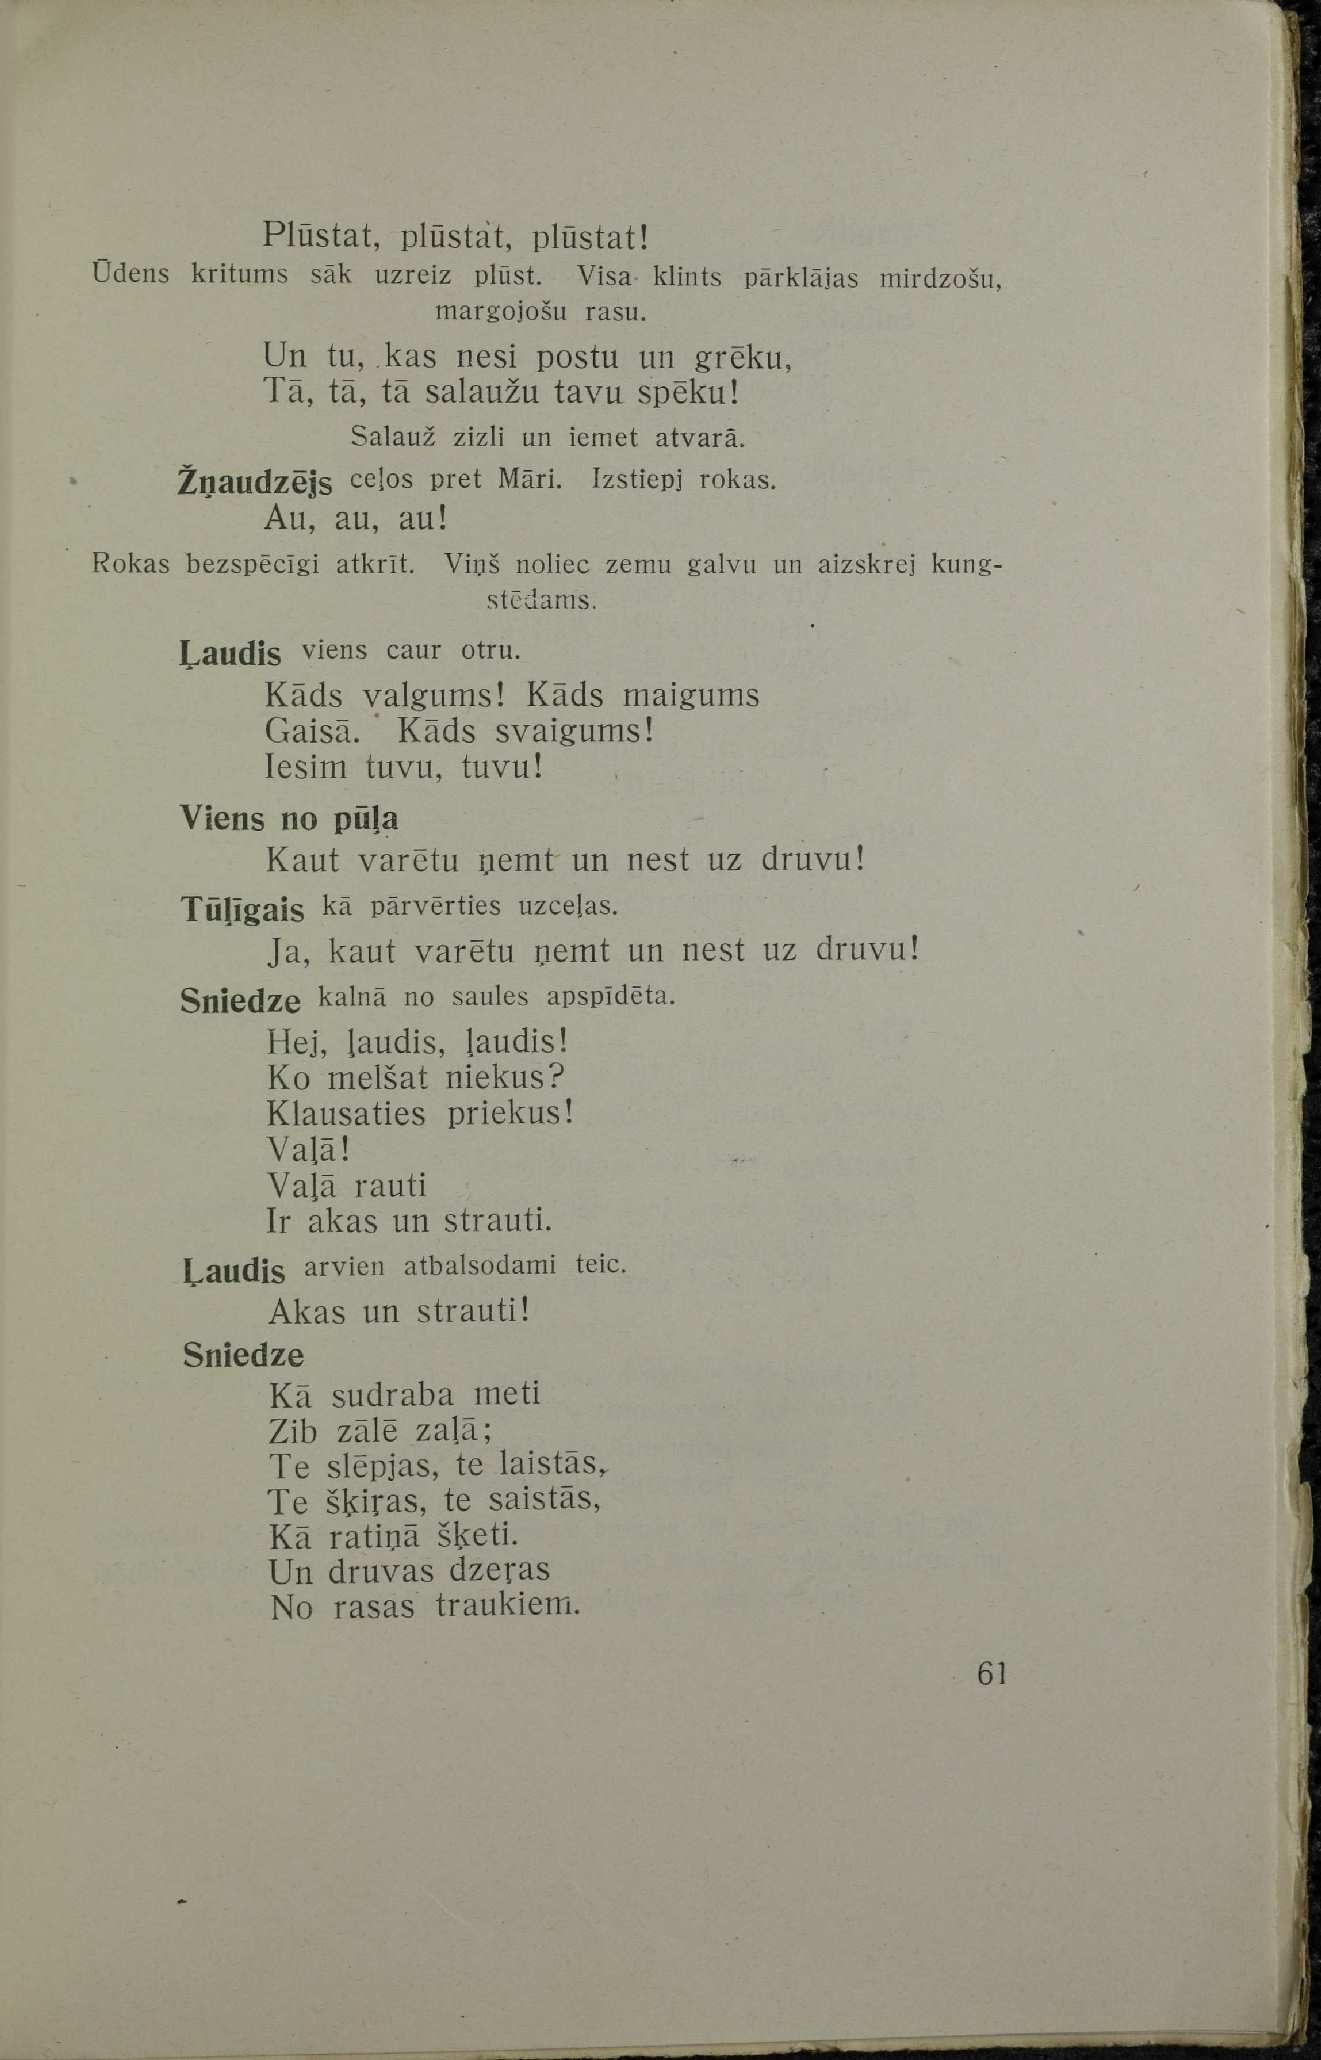 Plūstat, plūstat, plūstat!
Ūdens kritums sāk uzreiz plūst. Visa klints pārklājas mirdzošu,
margojošu rasu.
Un tu, kas nesi postu un grēku,
Tā, tā, tā salaužu tavu spēku!
Salauž zizli un iemet atvarā.
Žņaudzējs ceļos pret Māri. Izstiepj rokas.
Au, au, au!
Rokas bezspēcīgi atkrīt. Viņš noliec zemu galvu un aizskrej kung-
stēdams.
Ļaudis viens caur otru.
Kāds valgums! Kāds maigums
Gaisā. Kāds svaigums!
Iesim tuvu, tuvu!
Viens no pūļa
Kaut varētu ņemt un nest uz druvu!
Tūļīgais kā pārvērties uzceļas.
Ja, kaut varētu ņemt un nest uz druvu!
Sniedze kalnā no saules apspīdēta.
Hej, ļaudis, ļaudis!
Ko melšat niekus?
Klausaties priekus!
Vaļā!
Vaļā rauti
Ir akas un strauti.
Ļaudis arvien atbalsodami teic.
Akas un strauti!
Sniedze
Kā sudraba meti
Zib zālē zaļā;
Te slēpjas, te laistās,
Te šķiŗas, te saistās,
Kā ratiņā šķeti.
Un druvas dzeŗas
No rasas traukiem.
61